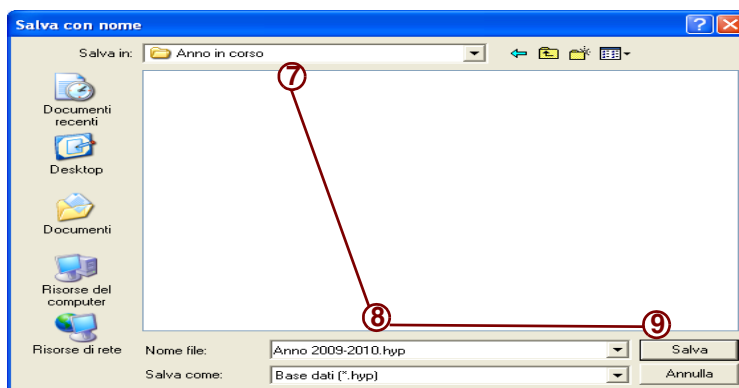 Salva con nome
Salva in: Anno in corso
7
Documenti
recenti
Desktop
Documenti
Risorse del
computer
8
9
Risorse di rete
Nome file: Anno 2009-2010.hyp Salva
Salva come: Base dati (*.hyp) Annulla